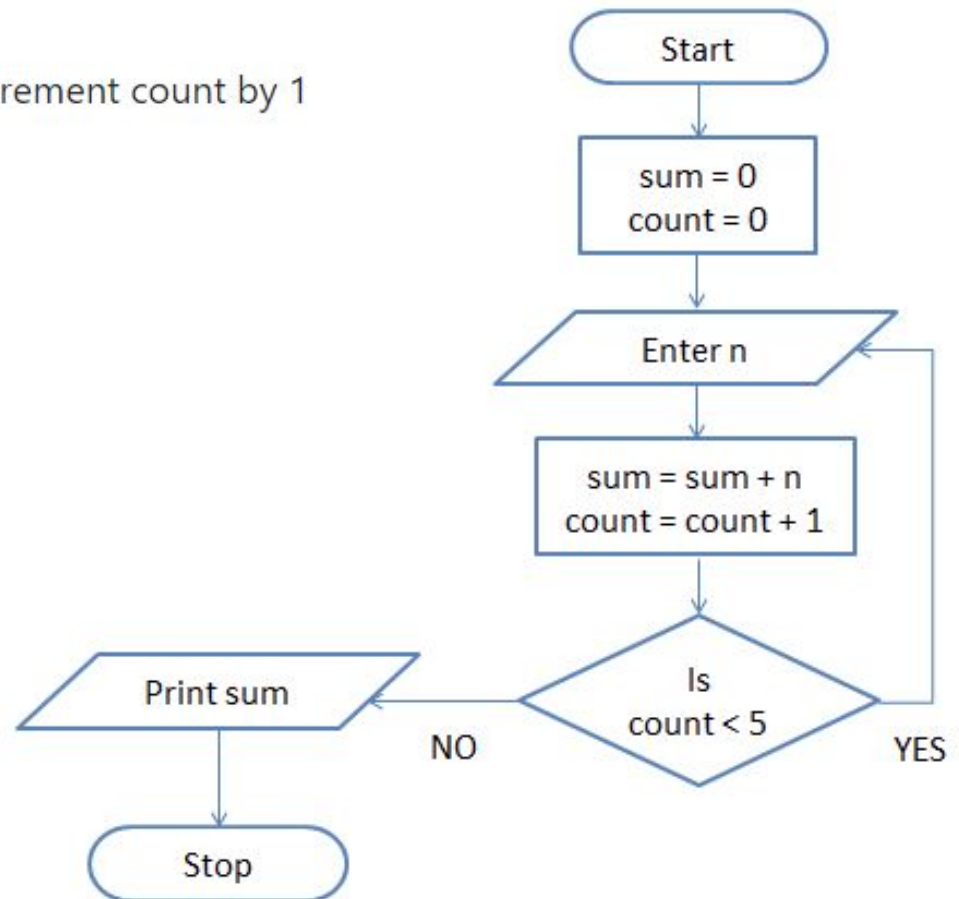 rement count by 1
Start
sum = 0
count = 0
Enter n
sum = sum + n
count = count + 1
Is
count < 5
YES
NO
Print sum
Stop